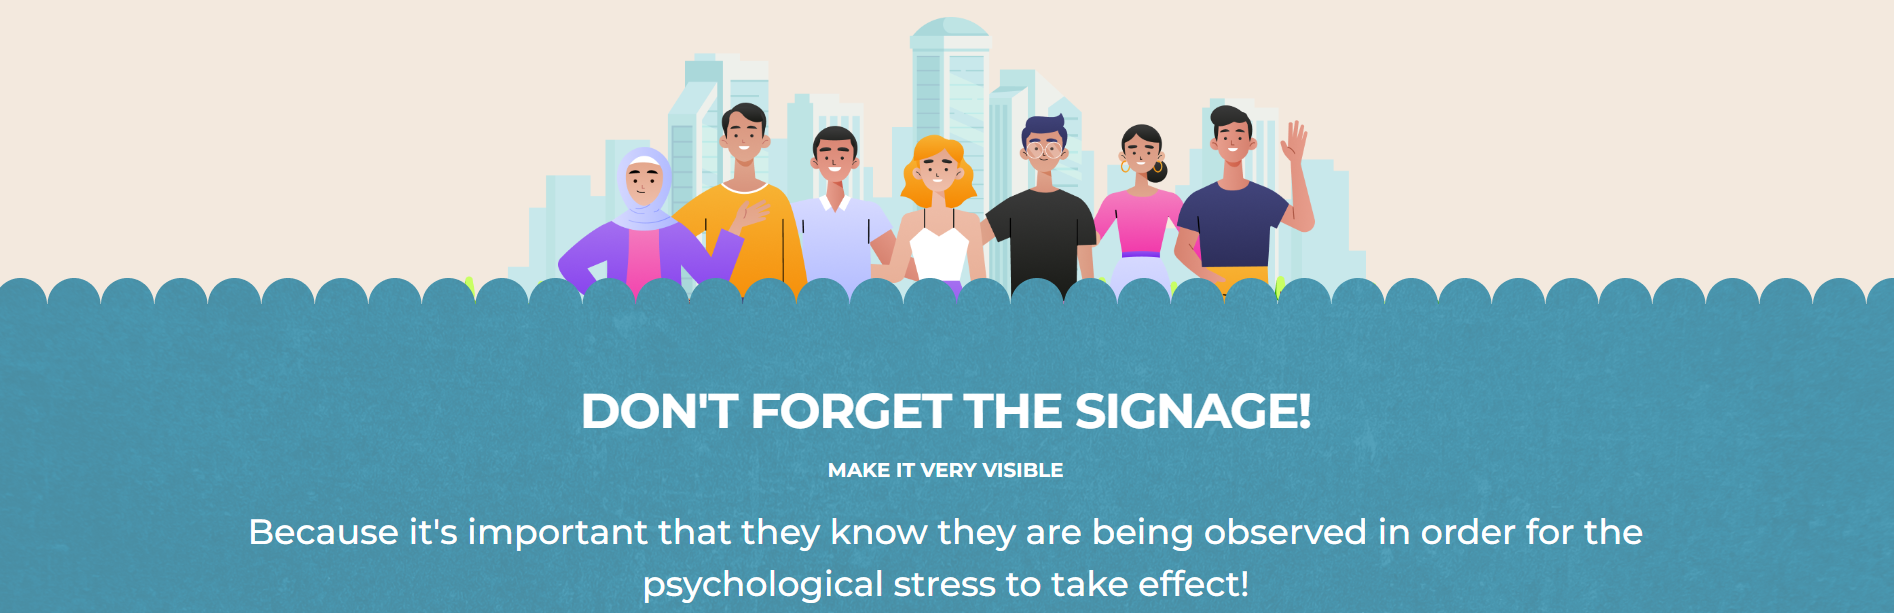 DON'T FORGET THE SIGNAGE!
MAKE IT VERY VISIBLE
Because it's important that they know they are being observed in order for the
psychological stress to take effect!